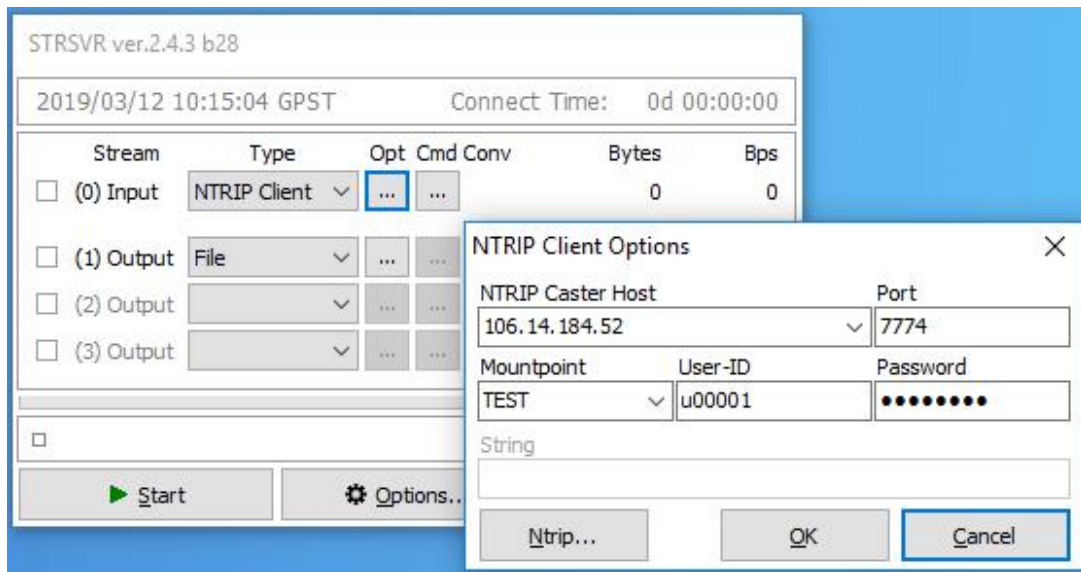 STRSVR ver.2.4.3 b28
2019/03/12 10:15:04 GPST Connect Time: 0d 00:00:00
Stream Type Opt Cmd Conv Bytes Bps
(0) Input NTRIP Client ... ... 0 0
(1) Output File ... ...
(2) Output ... ...
(3) Output ... ...
Start Options..
NTRIP Client Options
NTRIP Caster Host Port
106.14.184.52 7774
Mountpoint User-ID Password
TEST u00001 ●●●●●●●●
String
Ntrip... OK Cancel